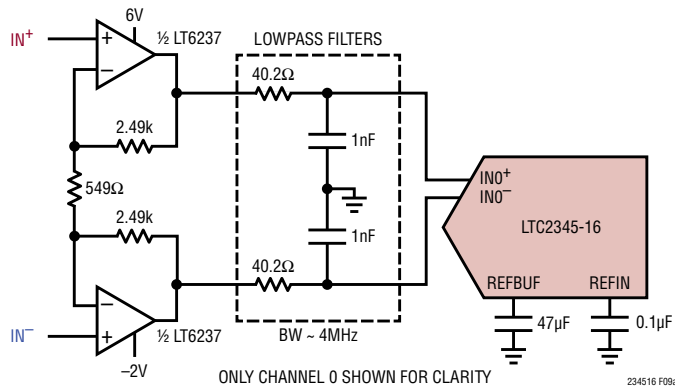 6V
IN+
½ LT6237
LOWPASS FILTERS
+
–
40.2Ω
2.49k
1nF
549Ω
IN0+
IN0–
LTC2345-16
2.49k
1nF
40.2Ω
REFBUF
REFIN
–
+
½ LT6237
IN–
47µF
0.1µF
BW ~ 4MHz
–2V
ONLY CHANNEL 0 SHOWN FOR CLARITY
234516 F09a